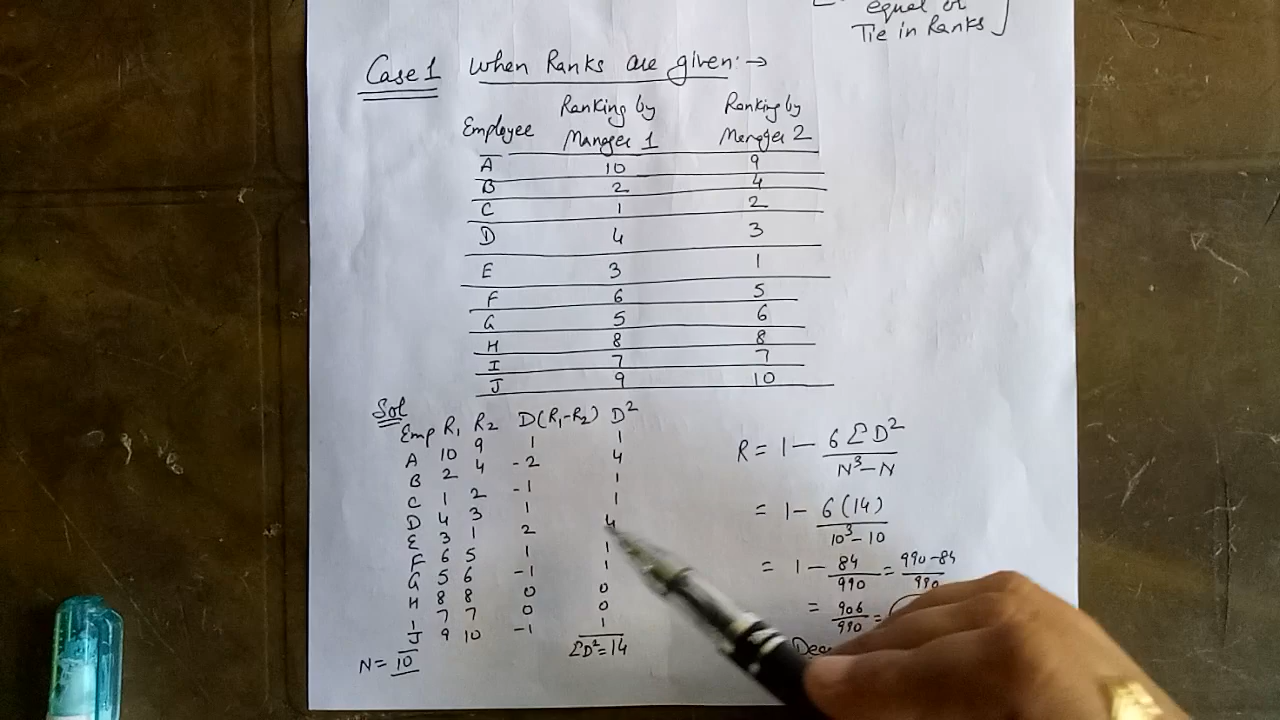 equal or
Tie in Ranks]
Case 1 When Ranks are given:→
Employee Ranking by Manager 1 Ranking by Manager 2
A 10 9
B 2 4
C 1 2
D 4 3
E 3 1
F 6 5
G 5 6
H 8 8
I 7 7
J 9 10
Sol
Emp R₁ R₂ D(R₁-R₂) D²
A 10 9 1 1
B 2 4 -2 4
C 1 2 -1 1
D 4 3 1 1
E 3 1 2 4
F 6 5 1 1
G 5 6 -1 1
H 8 8 0 0
I 7 7 0 0
J 9 10 -1 1
N = 10 ΣD²=14
R = 1 - 6ΣD²/N³-N
= 1 - 6(14)/10³-10
= 1 - 84/990 = 990-84/990
= 906/990 =